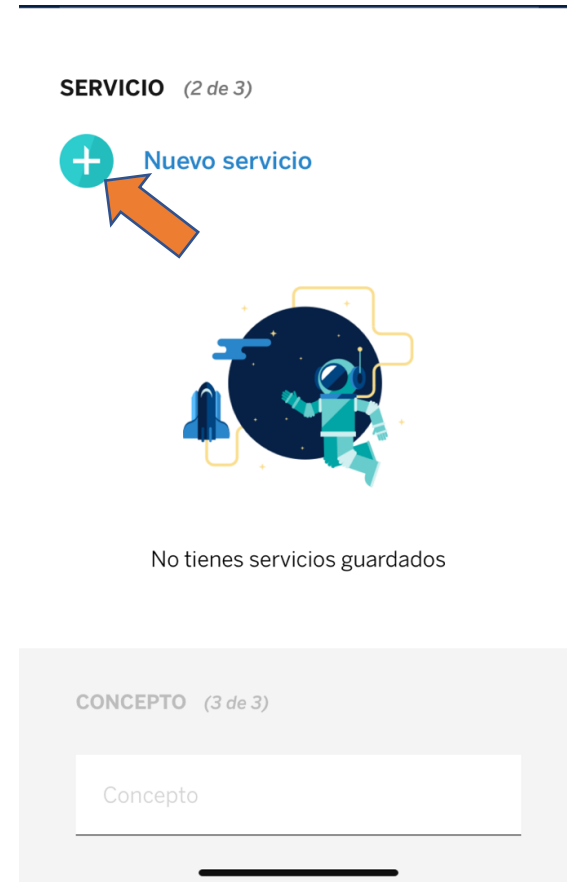 SERVICIO (2 de 3)
Nuevo servicio
No tienes servicios guardados
CONCEPTO (3 de 3)
Concepto